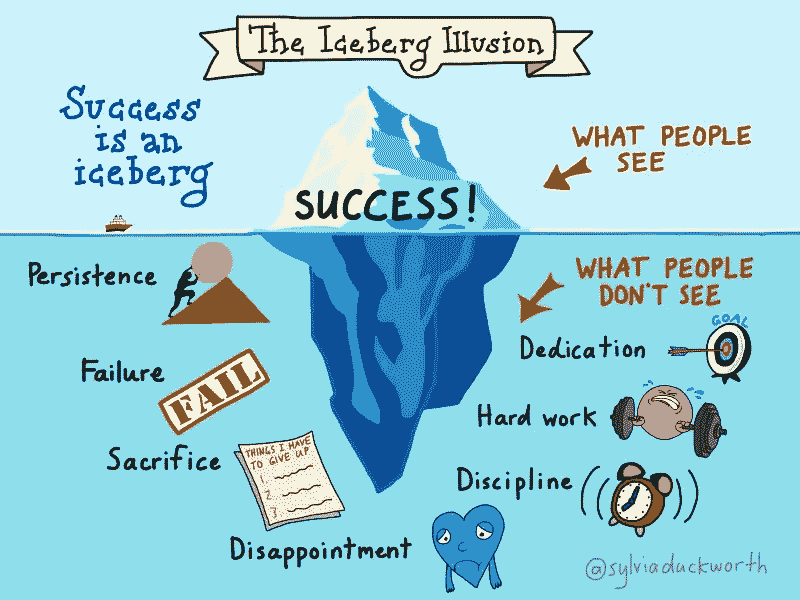 The Iceberg Illusion
Success
is an
iceberg
WHAT PEOPLE
SEE
SUCCESS!
WHAT PEOPLE
DON'T SEE
Persistence
Failure
FAIL
Sacrifice
THINGS I HAVE
TO GIVE UP
1.
2.
3.
Disappointment
GOAL
Dedication
Hard work
Discipline
@sylviaduckworth